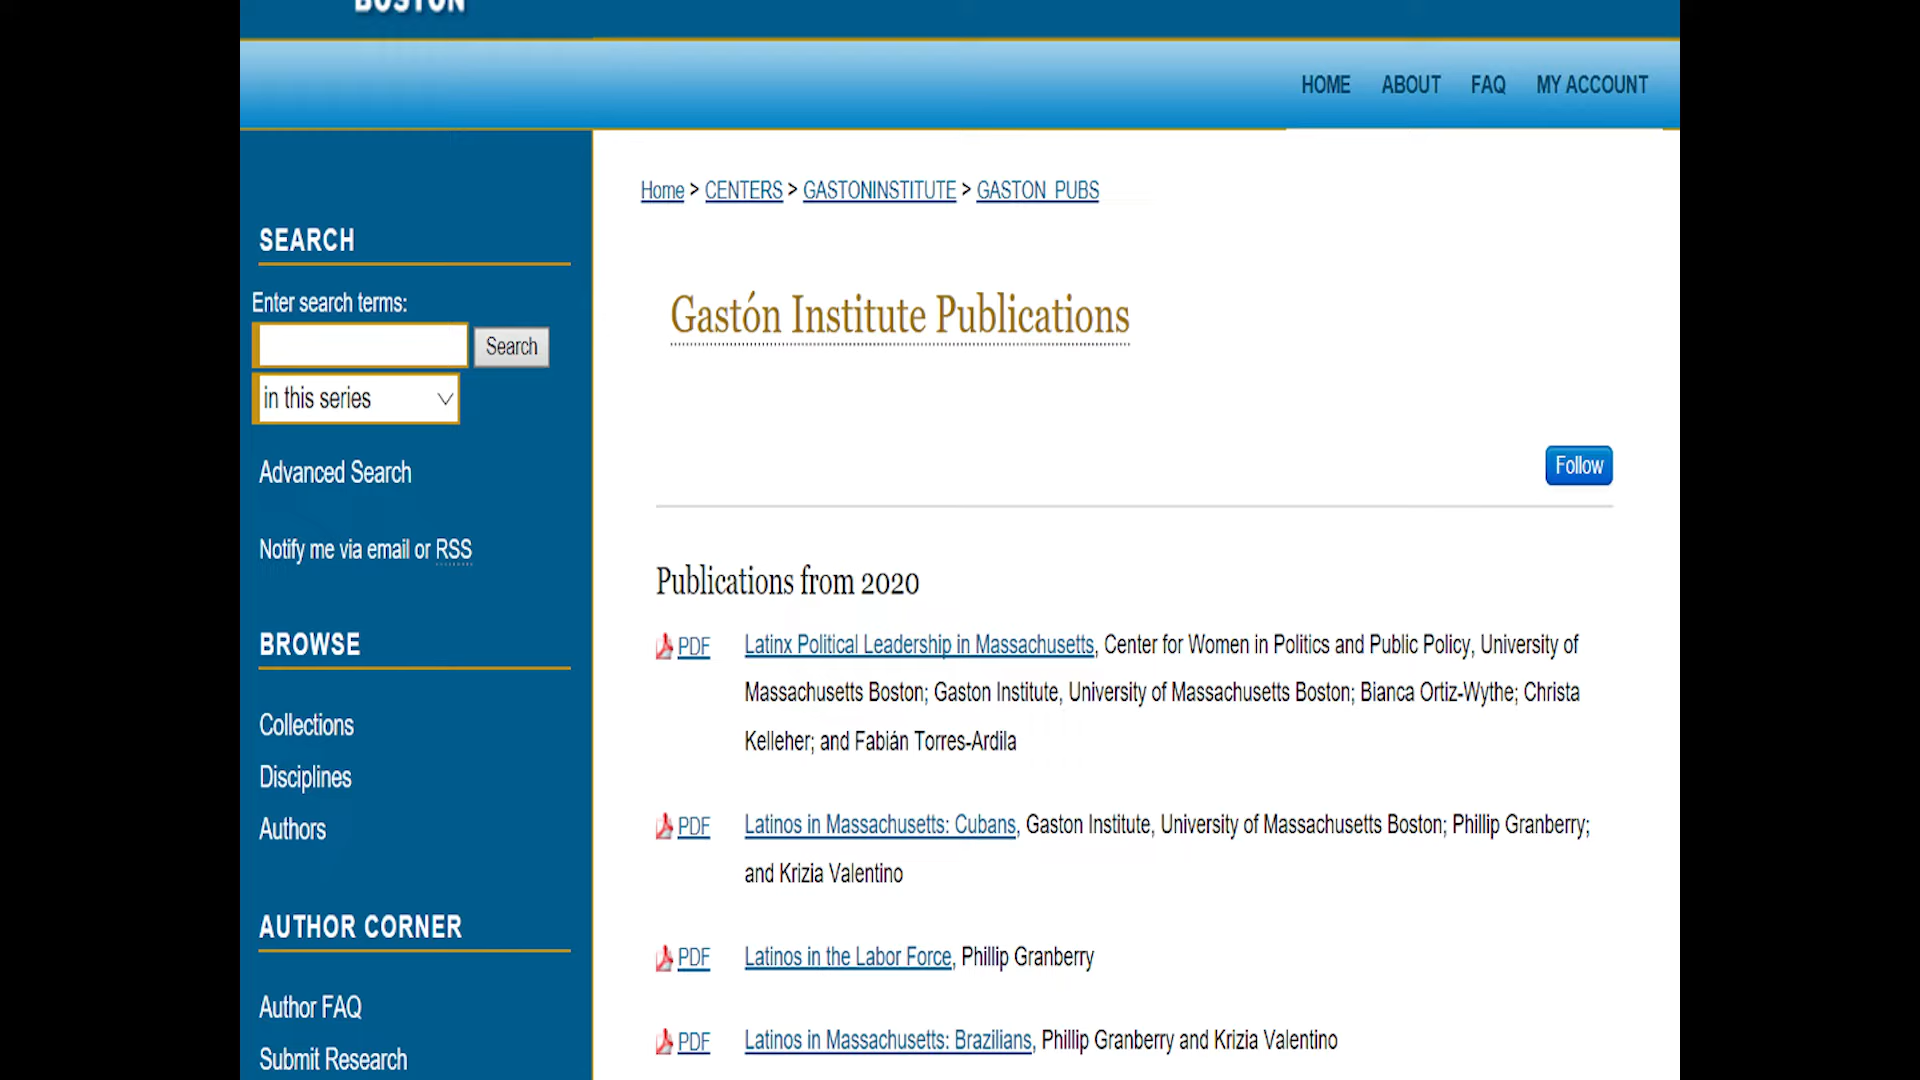 BOSTON
HOME ABOUT FAQ MY ACCOUNT
Home > CENTERS > GASTONINSTITUTE > GASTON_PUBS
SEARCH
Enter search terms:
Search
in this series
Advanced Search
Notify me via email or RSS
BROWSE
Collections
Disciplines
Authors
AUTHOR CORNER
Author FAQ
Submit Research
Gastón Institute Publications
Follow
Publications from 2020
PDF Latinx Political Leadership in Massachusetts, Center for Women in Politics and Public Policy, University of
Massachusetts Boston; Gaston Institute, University of Massachusetts Boston; Bianca Ortiz-Wythe; Christa
Kelleher; and Fabián Torres-Ardila
PDF Latinos in Massachusetts: Cubans, Gaston Institute, University of Massachusetts Boston; Phillip Granberry;
and Krizia Valentino
PDF Latinos in the Labor Force, Phillip Granberry
PDF Latinos in Massachusetts: Brazilians, Phillip Granberry and Krizia Valentino